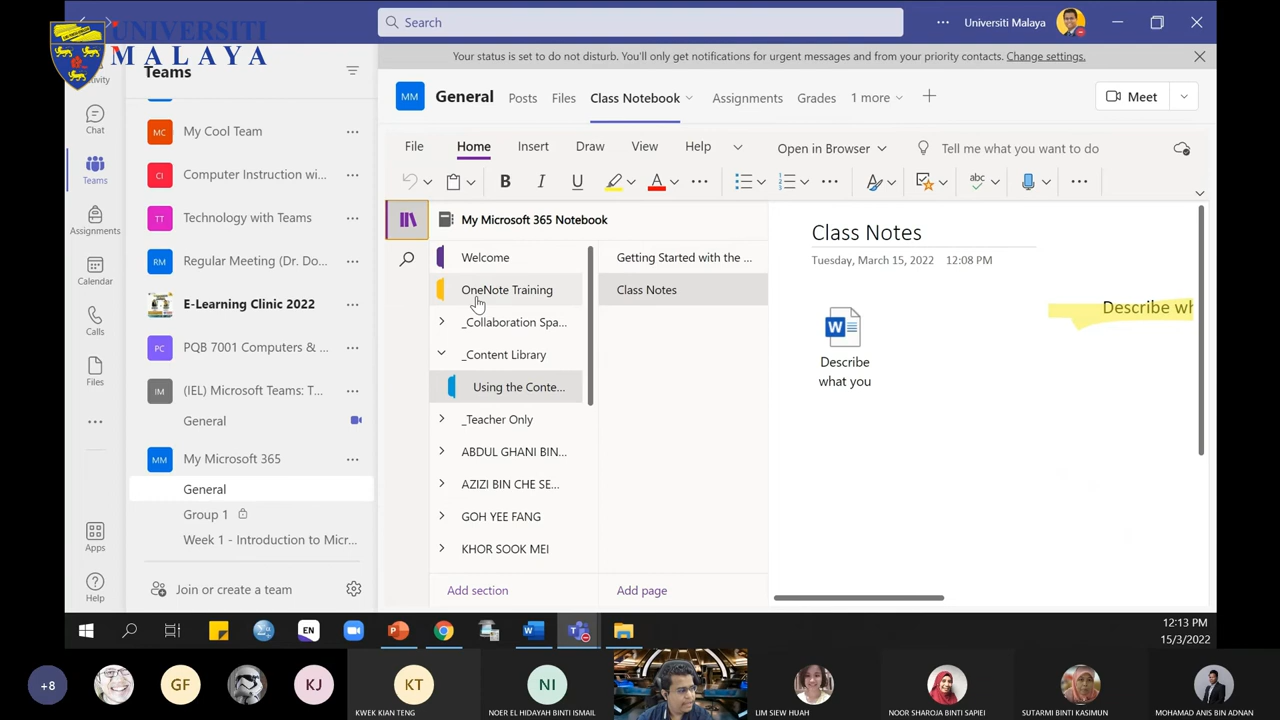 UNIVERSITI
MALAYA
Search
Universiti Malaya
Your status is set to do not disturb. You'll only get notifications for urgent messages and from your priority contacts. Change settings.
Teams
MM
General
Posts
Files
Class Notebook
Assignments
Grades
1 more
Meet
Chat
Teams
Assignments
Calendar
Calls
Files
Apps
Help
MC
My Cool Team
CI
Computer Instruction wi...
TT
Technology with Teams
RM
Regular Meeting (Dr. Do...
E-Learning Clinic 2022
PC
PQB 7001 Computers & ...
IM
(IEL) Microsoft Teams: T...
General
MM
My Microsoft 365
General
Group 1
Week 1 - Introduction to Micr...
Join or create a team
File
Home
Insert
Draw
View
Help
Open in Browser
Tell me what you want to do
B
I
U
A
abc
My Microsoft 365 Notebook
Welcome
OneNote Training
_Collaboration Spa...
_Content Library
Using the Conte...
_Teacher Only
ABDUL GHANI BIN...
AZIZI BIN CHE SE...
GOH YEE FANG
KHOR SOOK MEI
Add section
Getting Started with the ...
Class Notes
Add page
Class Notes
Tuesday, March 15, 2022 12:08 PM
W
Describe
what you
Describe wh
EN
12:13 PM
15/3/2022
+8
GF
KJ
KT
KWEK KIAN TENG
NI
NOER EL HIDAYAH BINTI ISMAIL
LIM SIEW HUAH
NOOR SHAROJA BINTI SAPIEI
SUTARMI BINTI KASIMUN
MOHAMAD ANIS BIN ADNAN